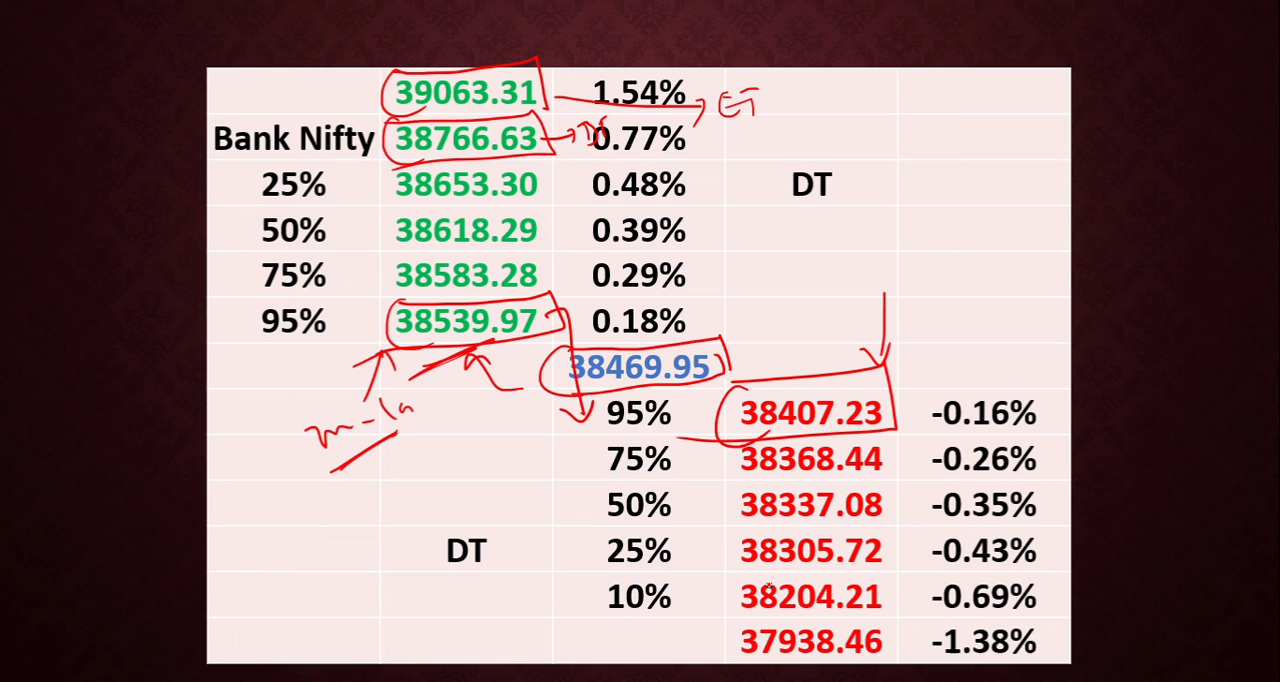 39063.31 1.54%
Bank Nifty 38766.63 0.77%
25% 38653.30 0.48% DT
50% 38618.29 0.39%
75% 38583.28 0.29%
95% 38539.97 0.18%
38469.95
95% 38407.23 -0.16%
75% 38368.44 -0.26%
50% 38337.08 -0.35%
DT 25% 38305.72 -0.43%
10% 38204.21 -0.69%
37938.46 -1.38%